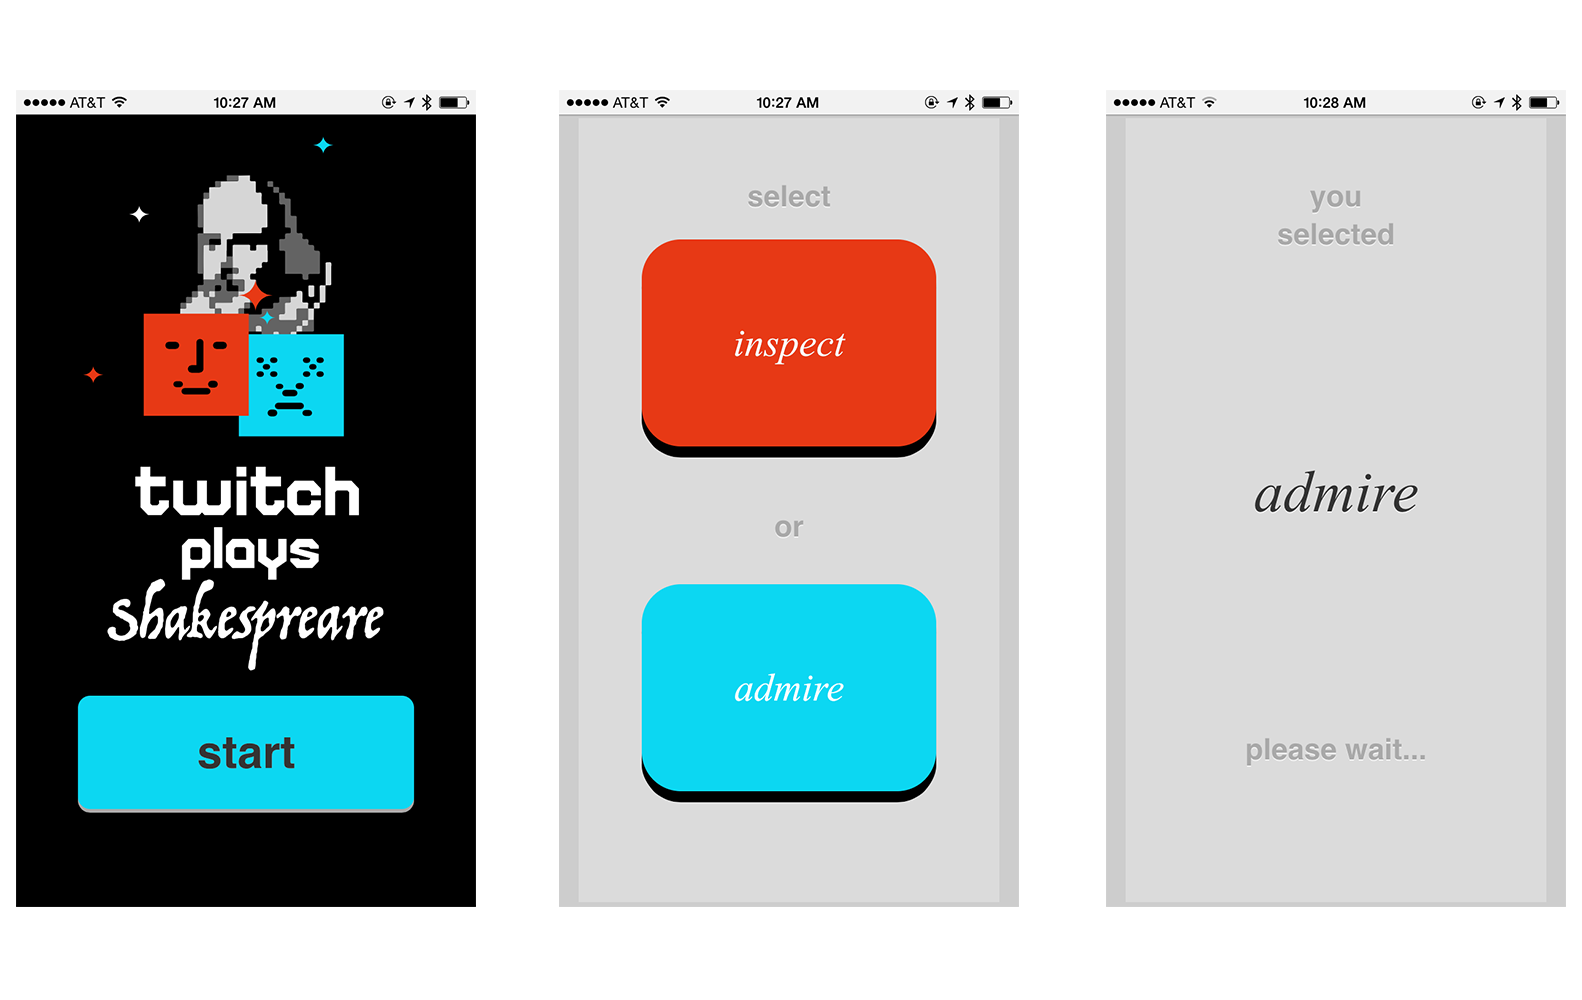 AT&T 10:27 AM
twitch
plays
Shakespreare
start
AT&T 10:27 AM
select
inspect
or
admire
AT&T 10:28 AM
you
selected
admire
please wait...